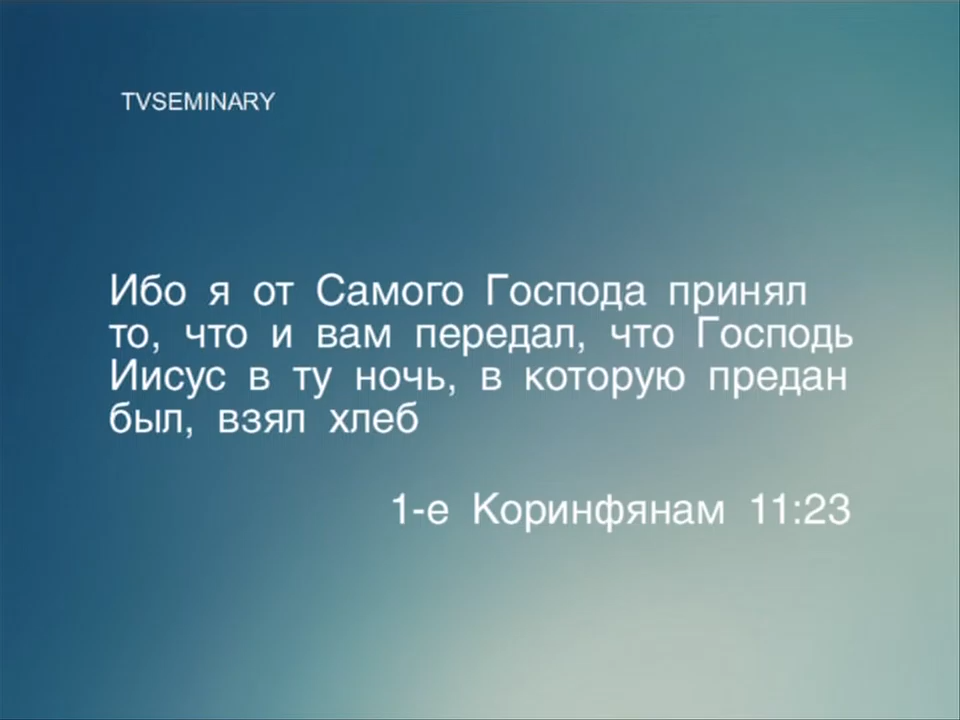 TVSEMINARY
Ибо я от Самого Господа принял
то, что и вам передал, что Господь
Иисус в ту ночь, в которую предан
был, взял хлеб
1-е Коринфянам 11:23